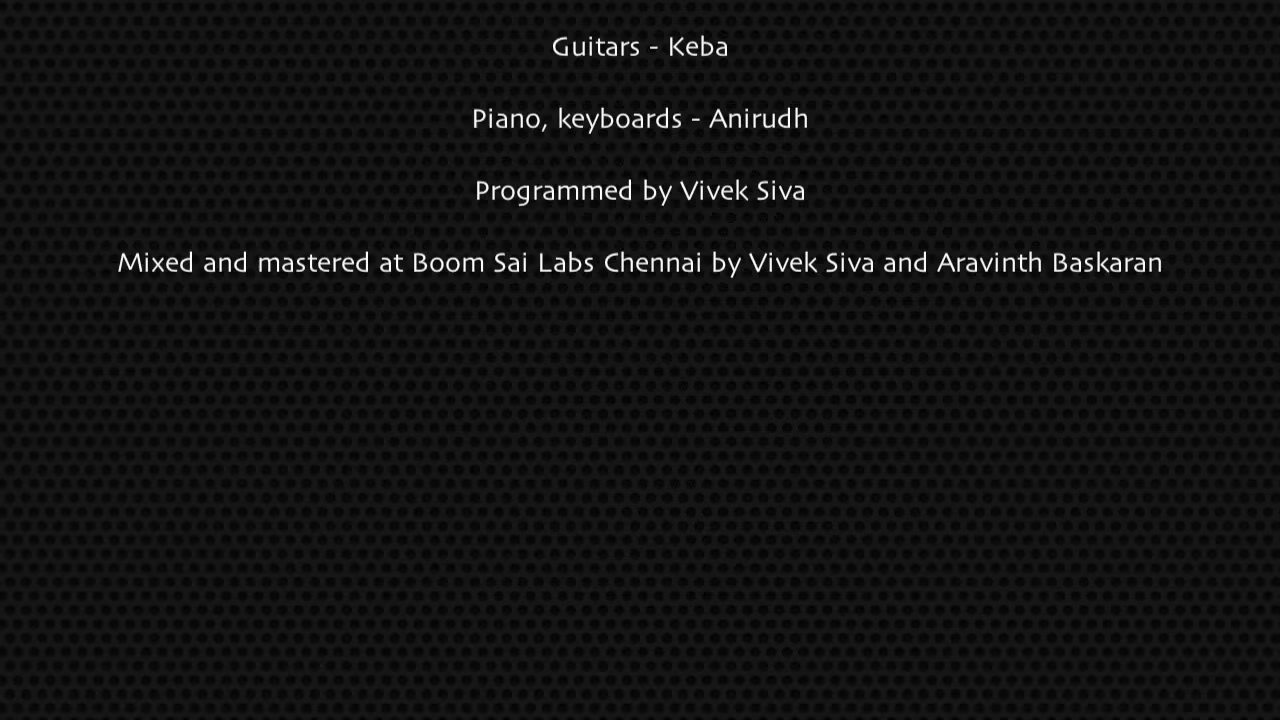 Guitars - Keba
Piano, keyboards - Anirudh
Programmed by Vivek Siva
Mixed and mastered at Boom Sai Labs Chennai by Vivek Siva and Aravinth Baskaran